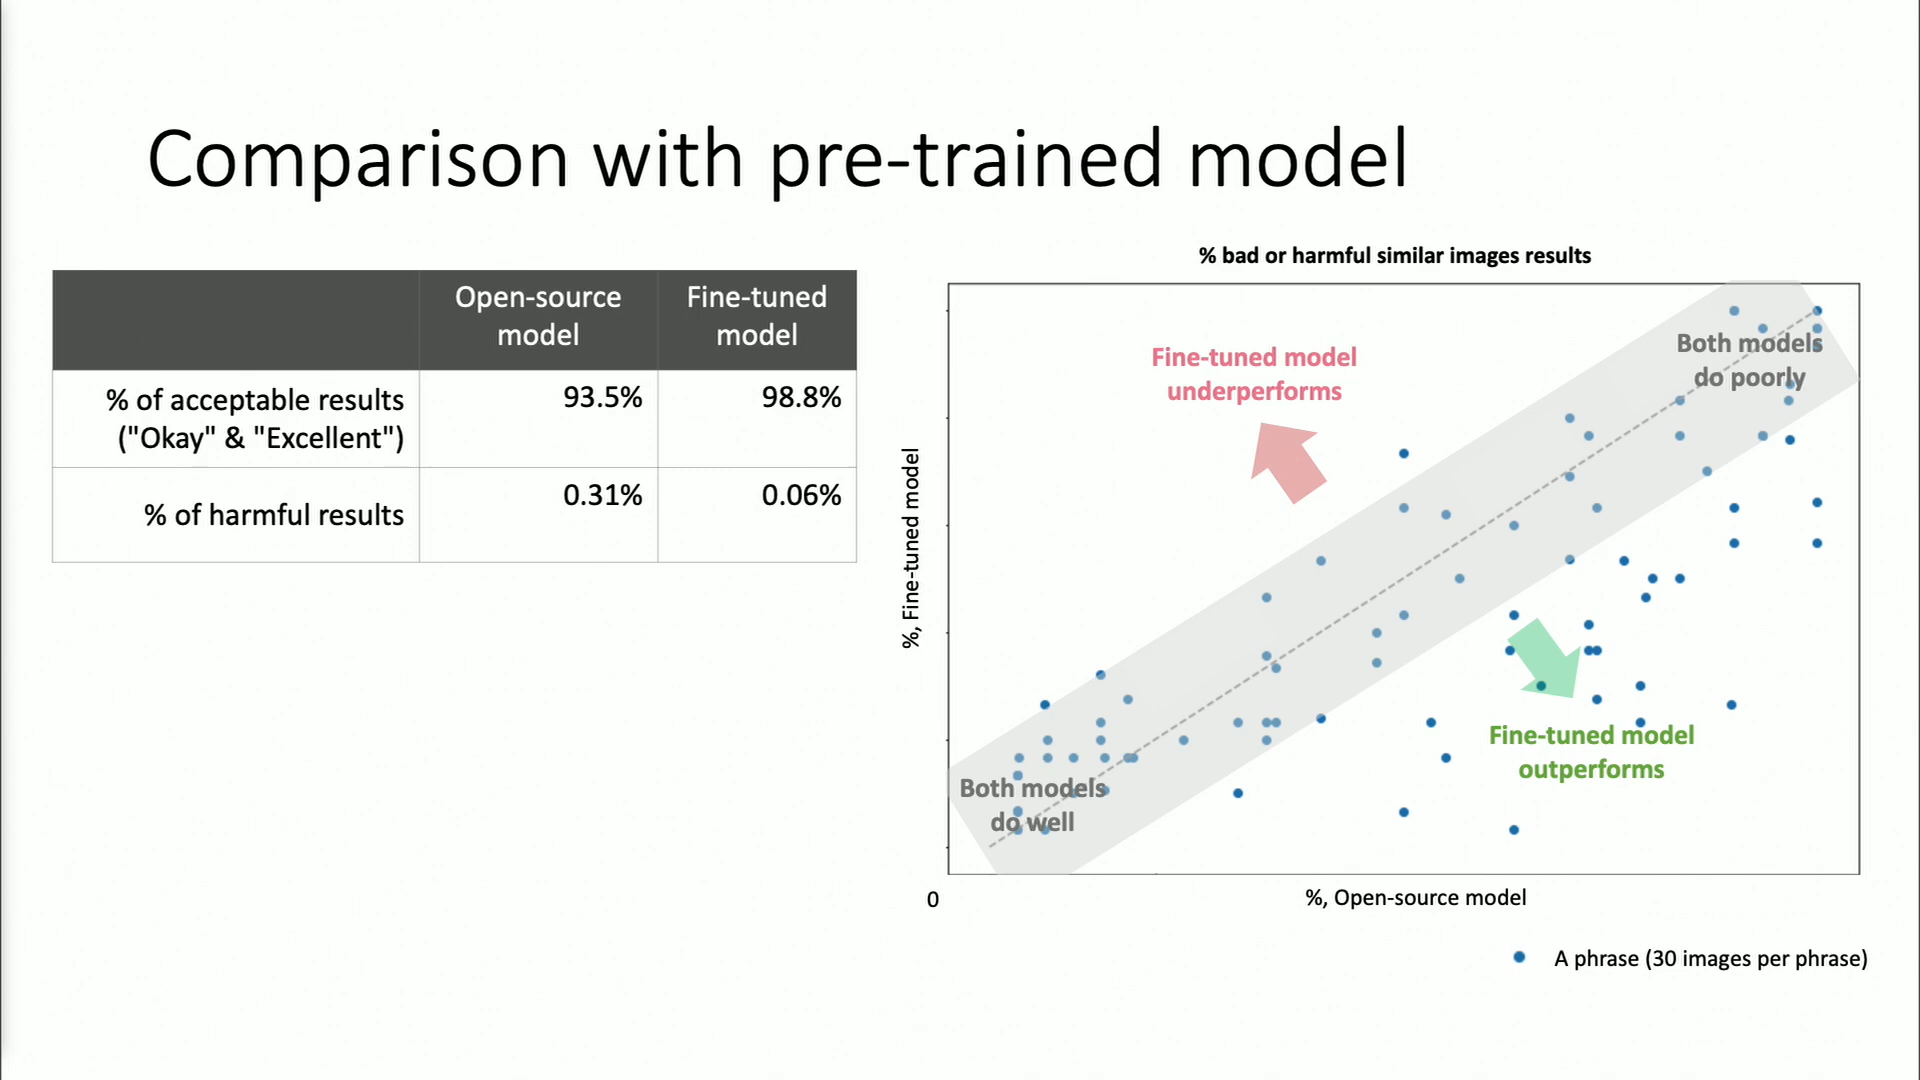 Comparison with pre-trained model
Open-source
model
Fine-tuned
model
% of acceptable results
("Okay" & "Excellent")
93.5%
98.8%
% of harmful results
0.31%
0.06%
% bad or harmful similar images results
Fine-tuned model
underperforms
Both models
do poorly
%, Fine-tuned model
Fine-tuned model
outperforms
Both models
do well
0
%, Open-source model
A phrase (30 images per phrase)